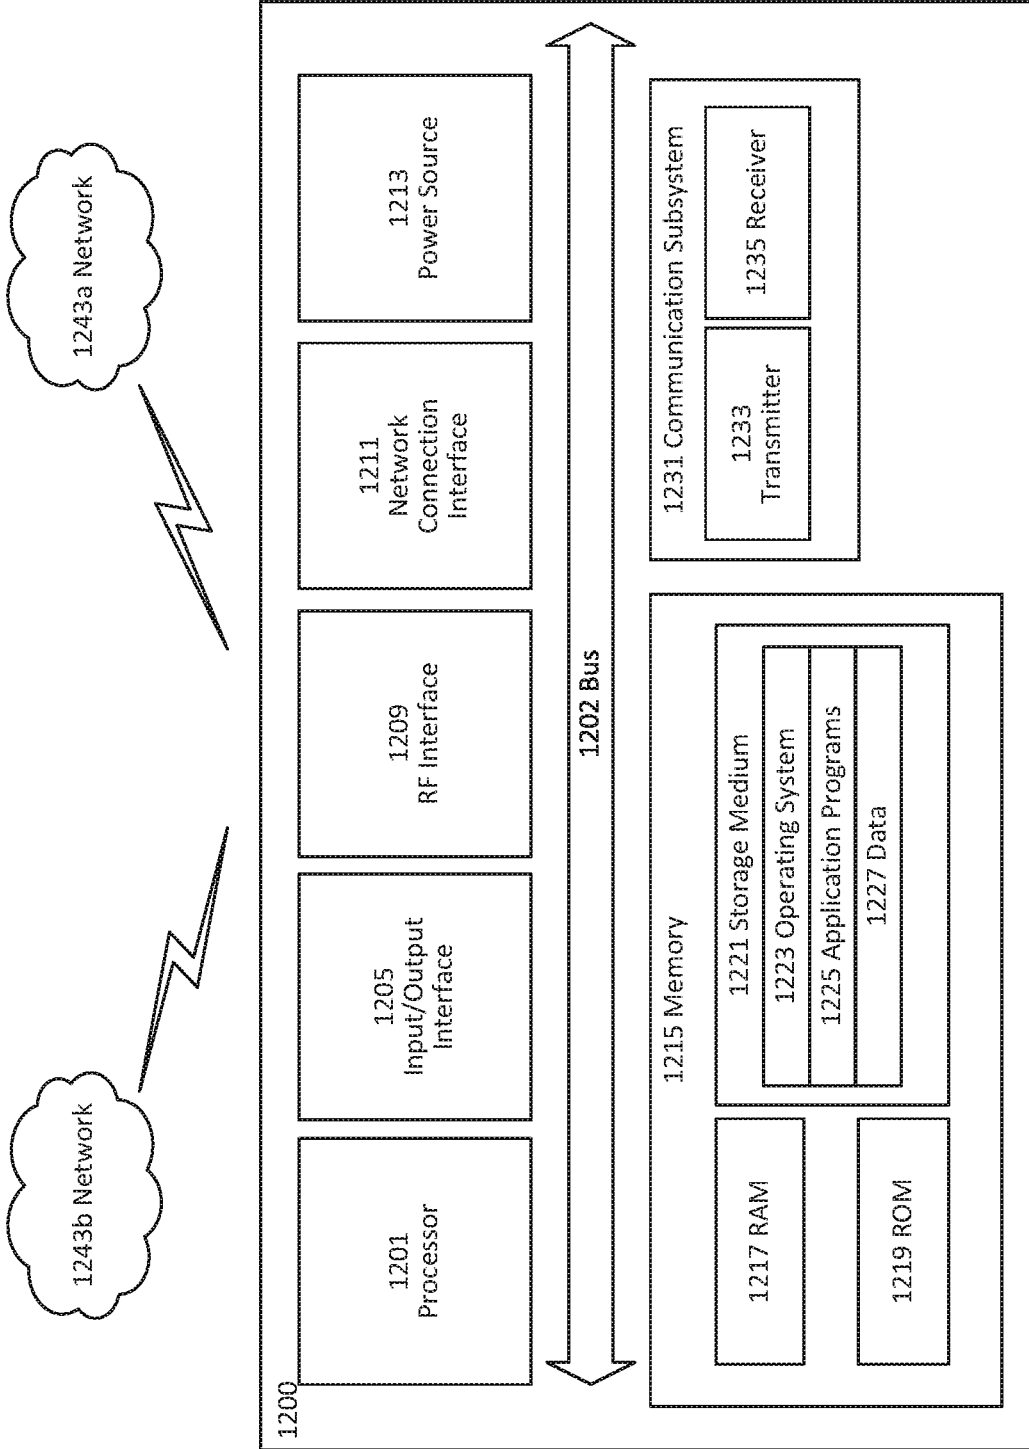 1243b Network
1243a Network
1200
1201
Processor
1205
Input/Output
Interface
1209
RF Interface
1211
Network
Connection
Interface
1213
Power Source
1202 Bus
1215 Memory
1217 RAM
1219 ROM
1221 Storage Medium
1223 Operating System
1225 Application Programs
1227 Data
1231 Communication Subsystem
1233
Transmitter
1235 Receiver